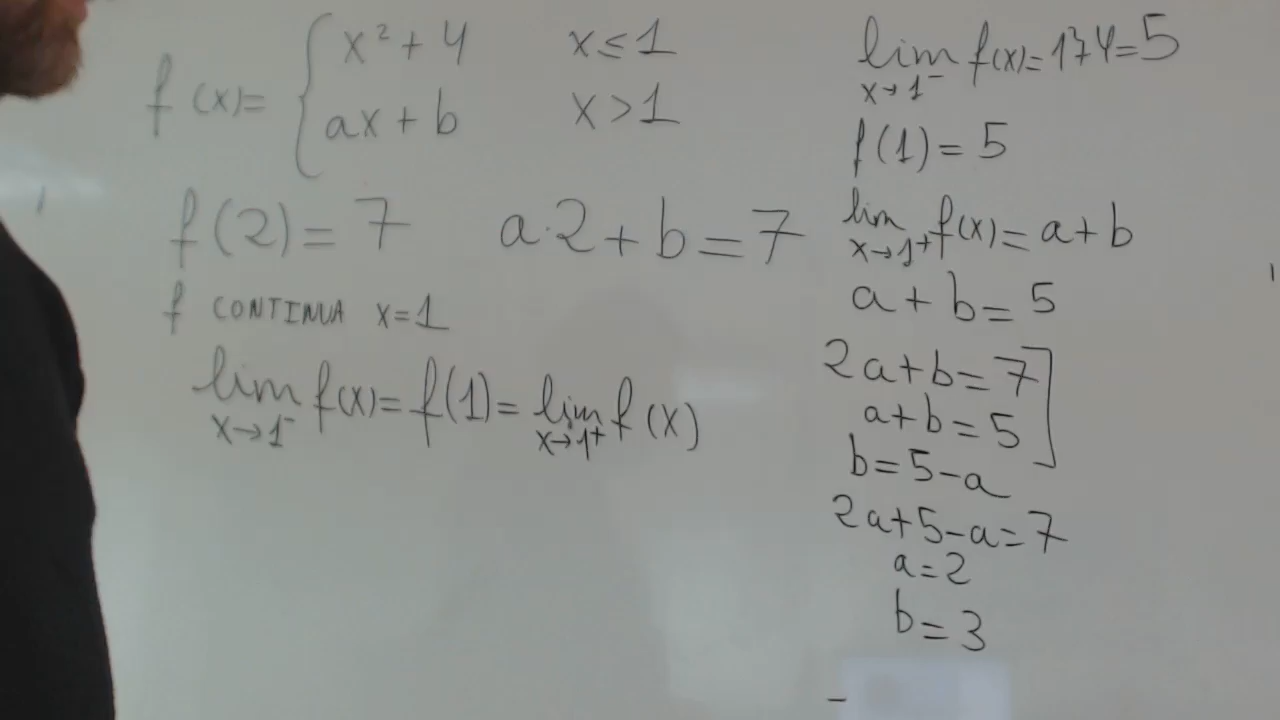 f(x)= { x² + 4   x ≤ 1
ax + b   x > 1
f(2) = 7   a·2 + b = 7
f CONTINUA x=1
lim x→1⁻ f(x) = f(1) = lim x→1⁺ f(x)
lim x→1⁻ f(x) = 1²+4 = 5
f(1) = 5
lim x→1⁺ f(x) = a + b
a + b = 5
2a + b = 7
a + b = 5
b = 5 - a
2a + 5 - a = 7
a = 2
b = 3